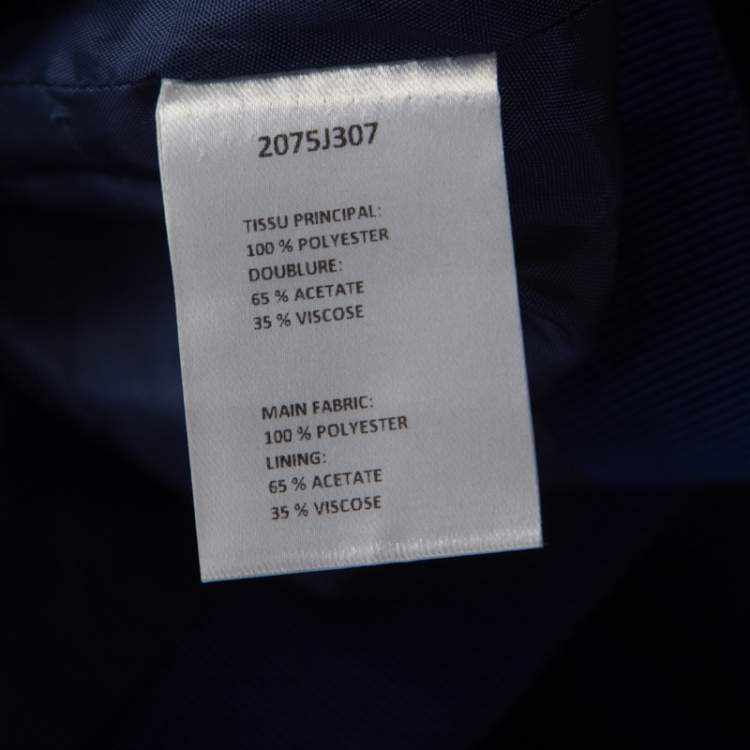 2075J307
TISSU PRINCIPAL:
100 % POLYESTER
DOUBLURE:
65 % ACETATE
35 % VISCOSE
MAIN FABRIC:
100 % POLYESTER
LINING:
65 % ACETATE
35 % VISCOSE